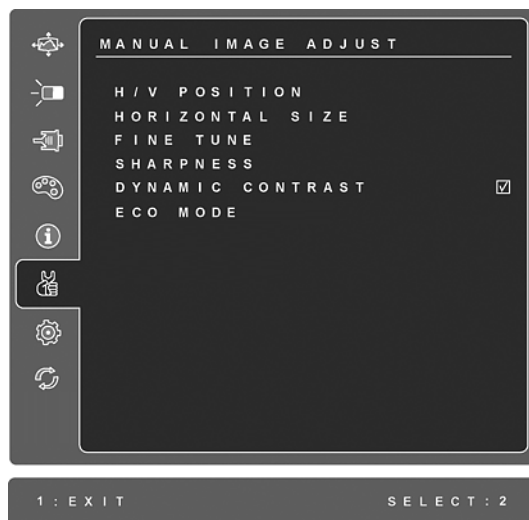 MANUAL IMAGE ADJUST
H/V POSITION
HORIZONTAL SIZE
FINE TUNE
SHARPNESS
DYNAMIC CONTRAST
ECO MODE
1:EXIT SELECT:2